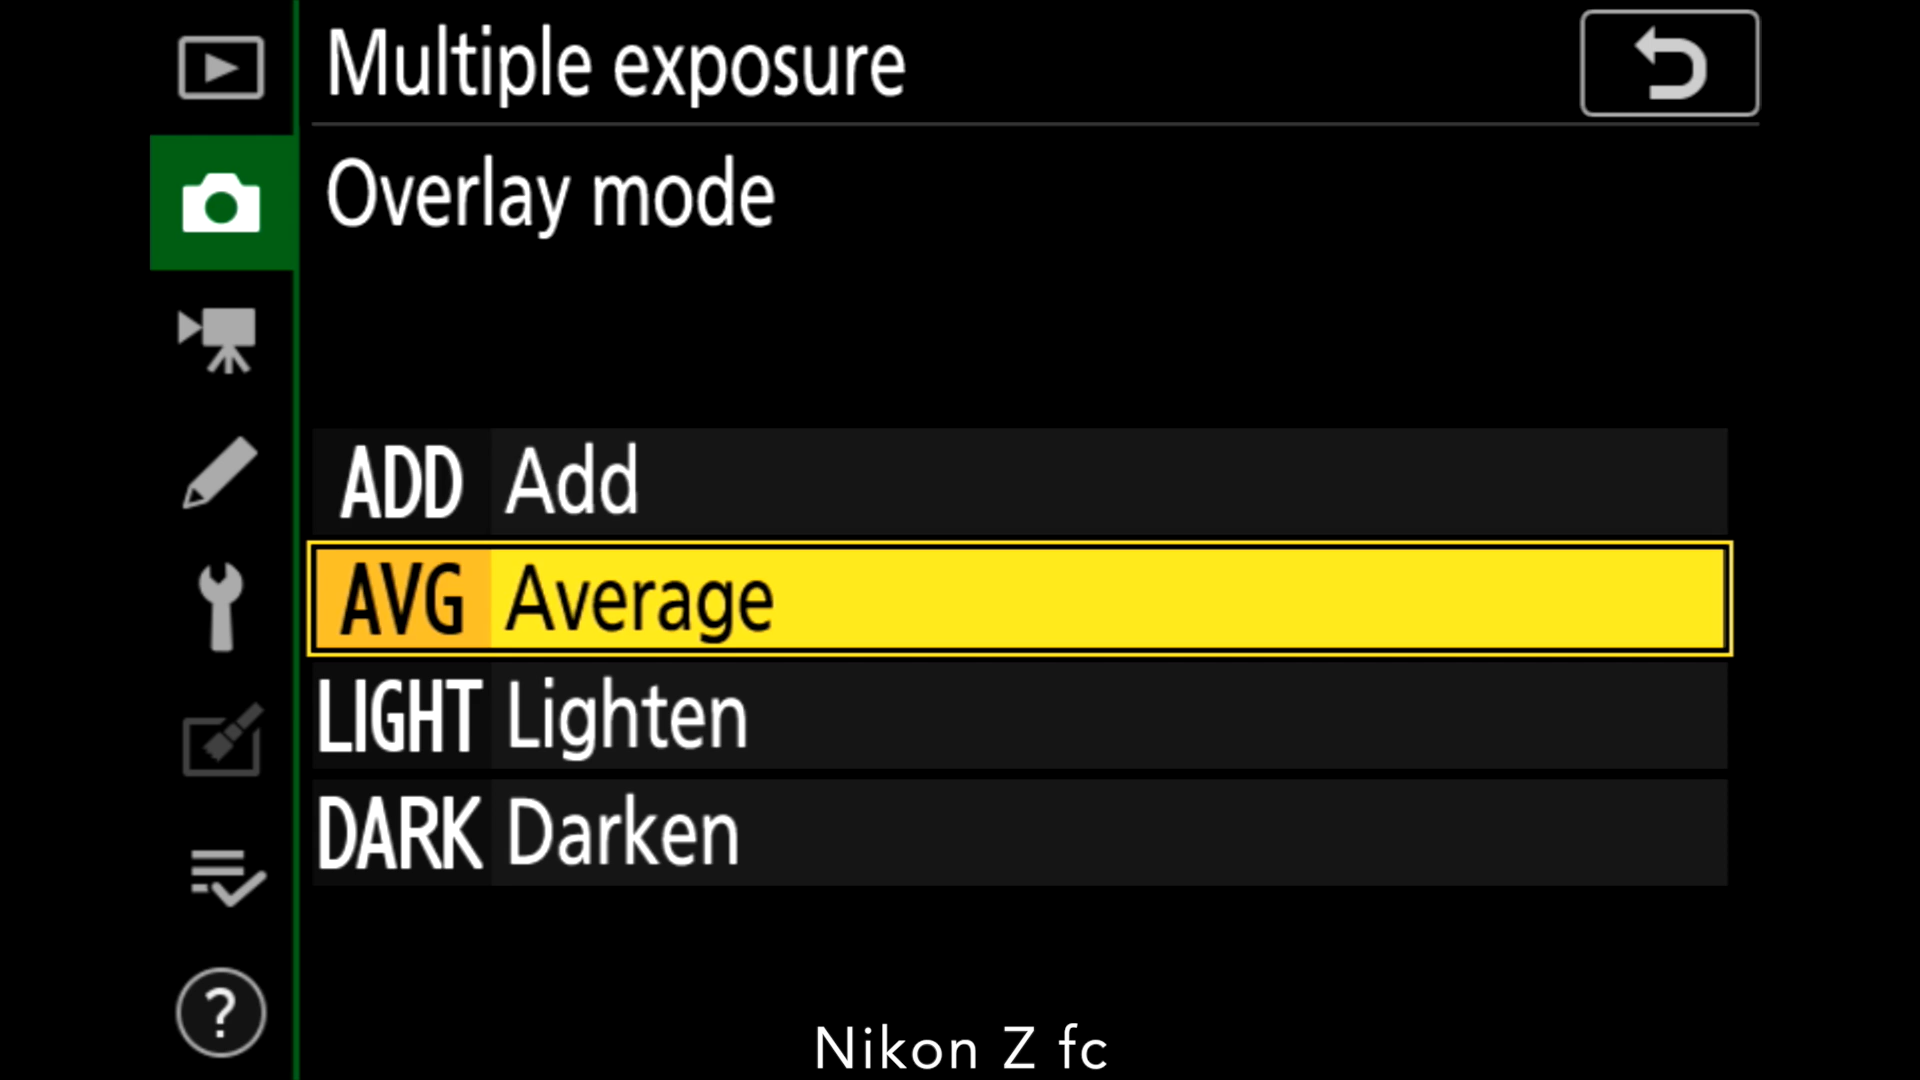 Multiple exposure
Overlay mode
ADD Add
AVG Average
LIGHT Lighten
DARK Darken
?
Nikon Z fc